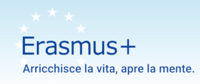 Erasmus+
Arricchisce la vita, apre la mente.